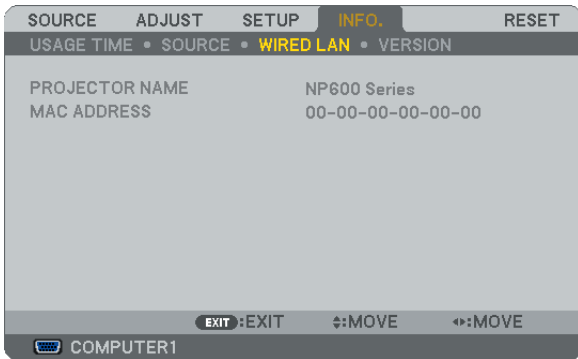 SOURCE ADJUST SETUP INFO. RESET
USAGE TIME • SOURCE • WIRED LAN • VERSION
PROJECTOR NAME NP600 Series
MAC ADDRESS 00-00-00-00-00-00
EXIT :EXIT :MOVE :MOVE
COMPUTER1